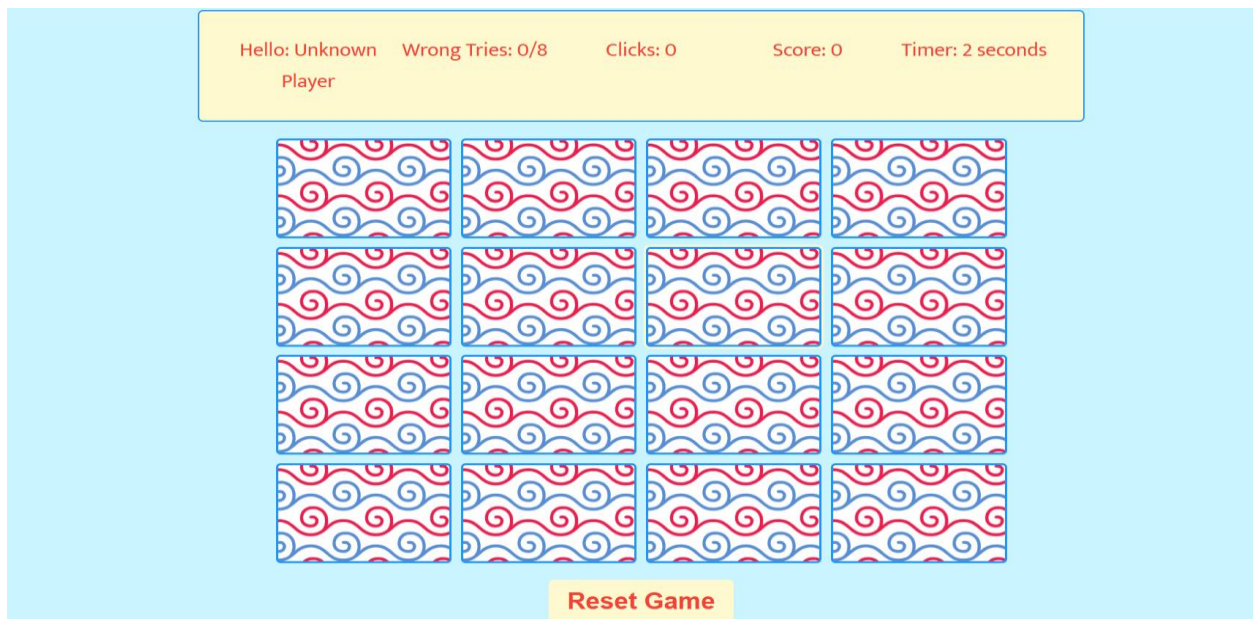 Hello: Unknown Player
Wrong Tries: 0/8
Clicks: 0
Score: 0
Timer: 2 seconds
Reset Game